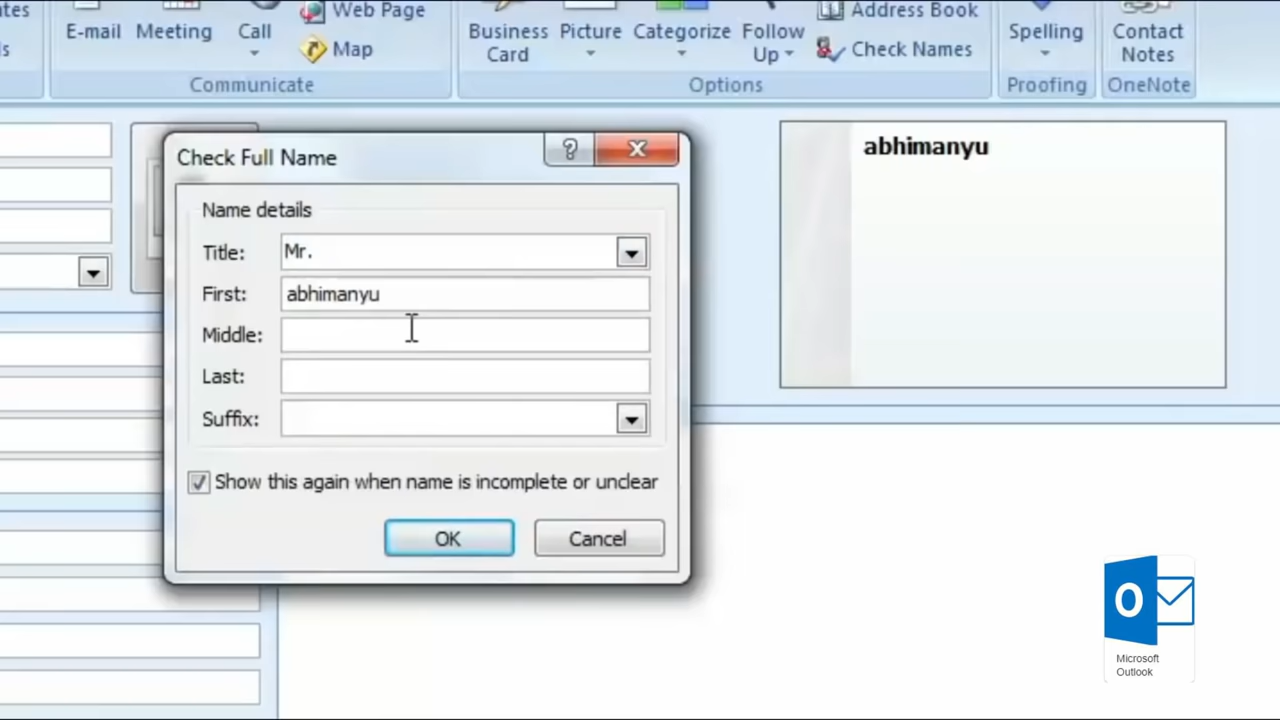 E-mail
Meeting
Call
Web Page
Map
Communicate
Business
Card
Picture
Categorize
Follow
Up
Address Book
Check Names
Options
Spelling
Proofing
Contact
Notes
OneNote
Check Full Name
?
Name details
Title:
Mr.
First:
abhimanyu
Middle:
Last:
Suffix:
Show this again when name is incomplete or unclear
OK
Cancel
abhimanyu
O
Microsoft
Outlook